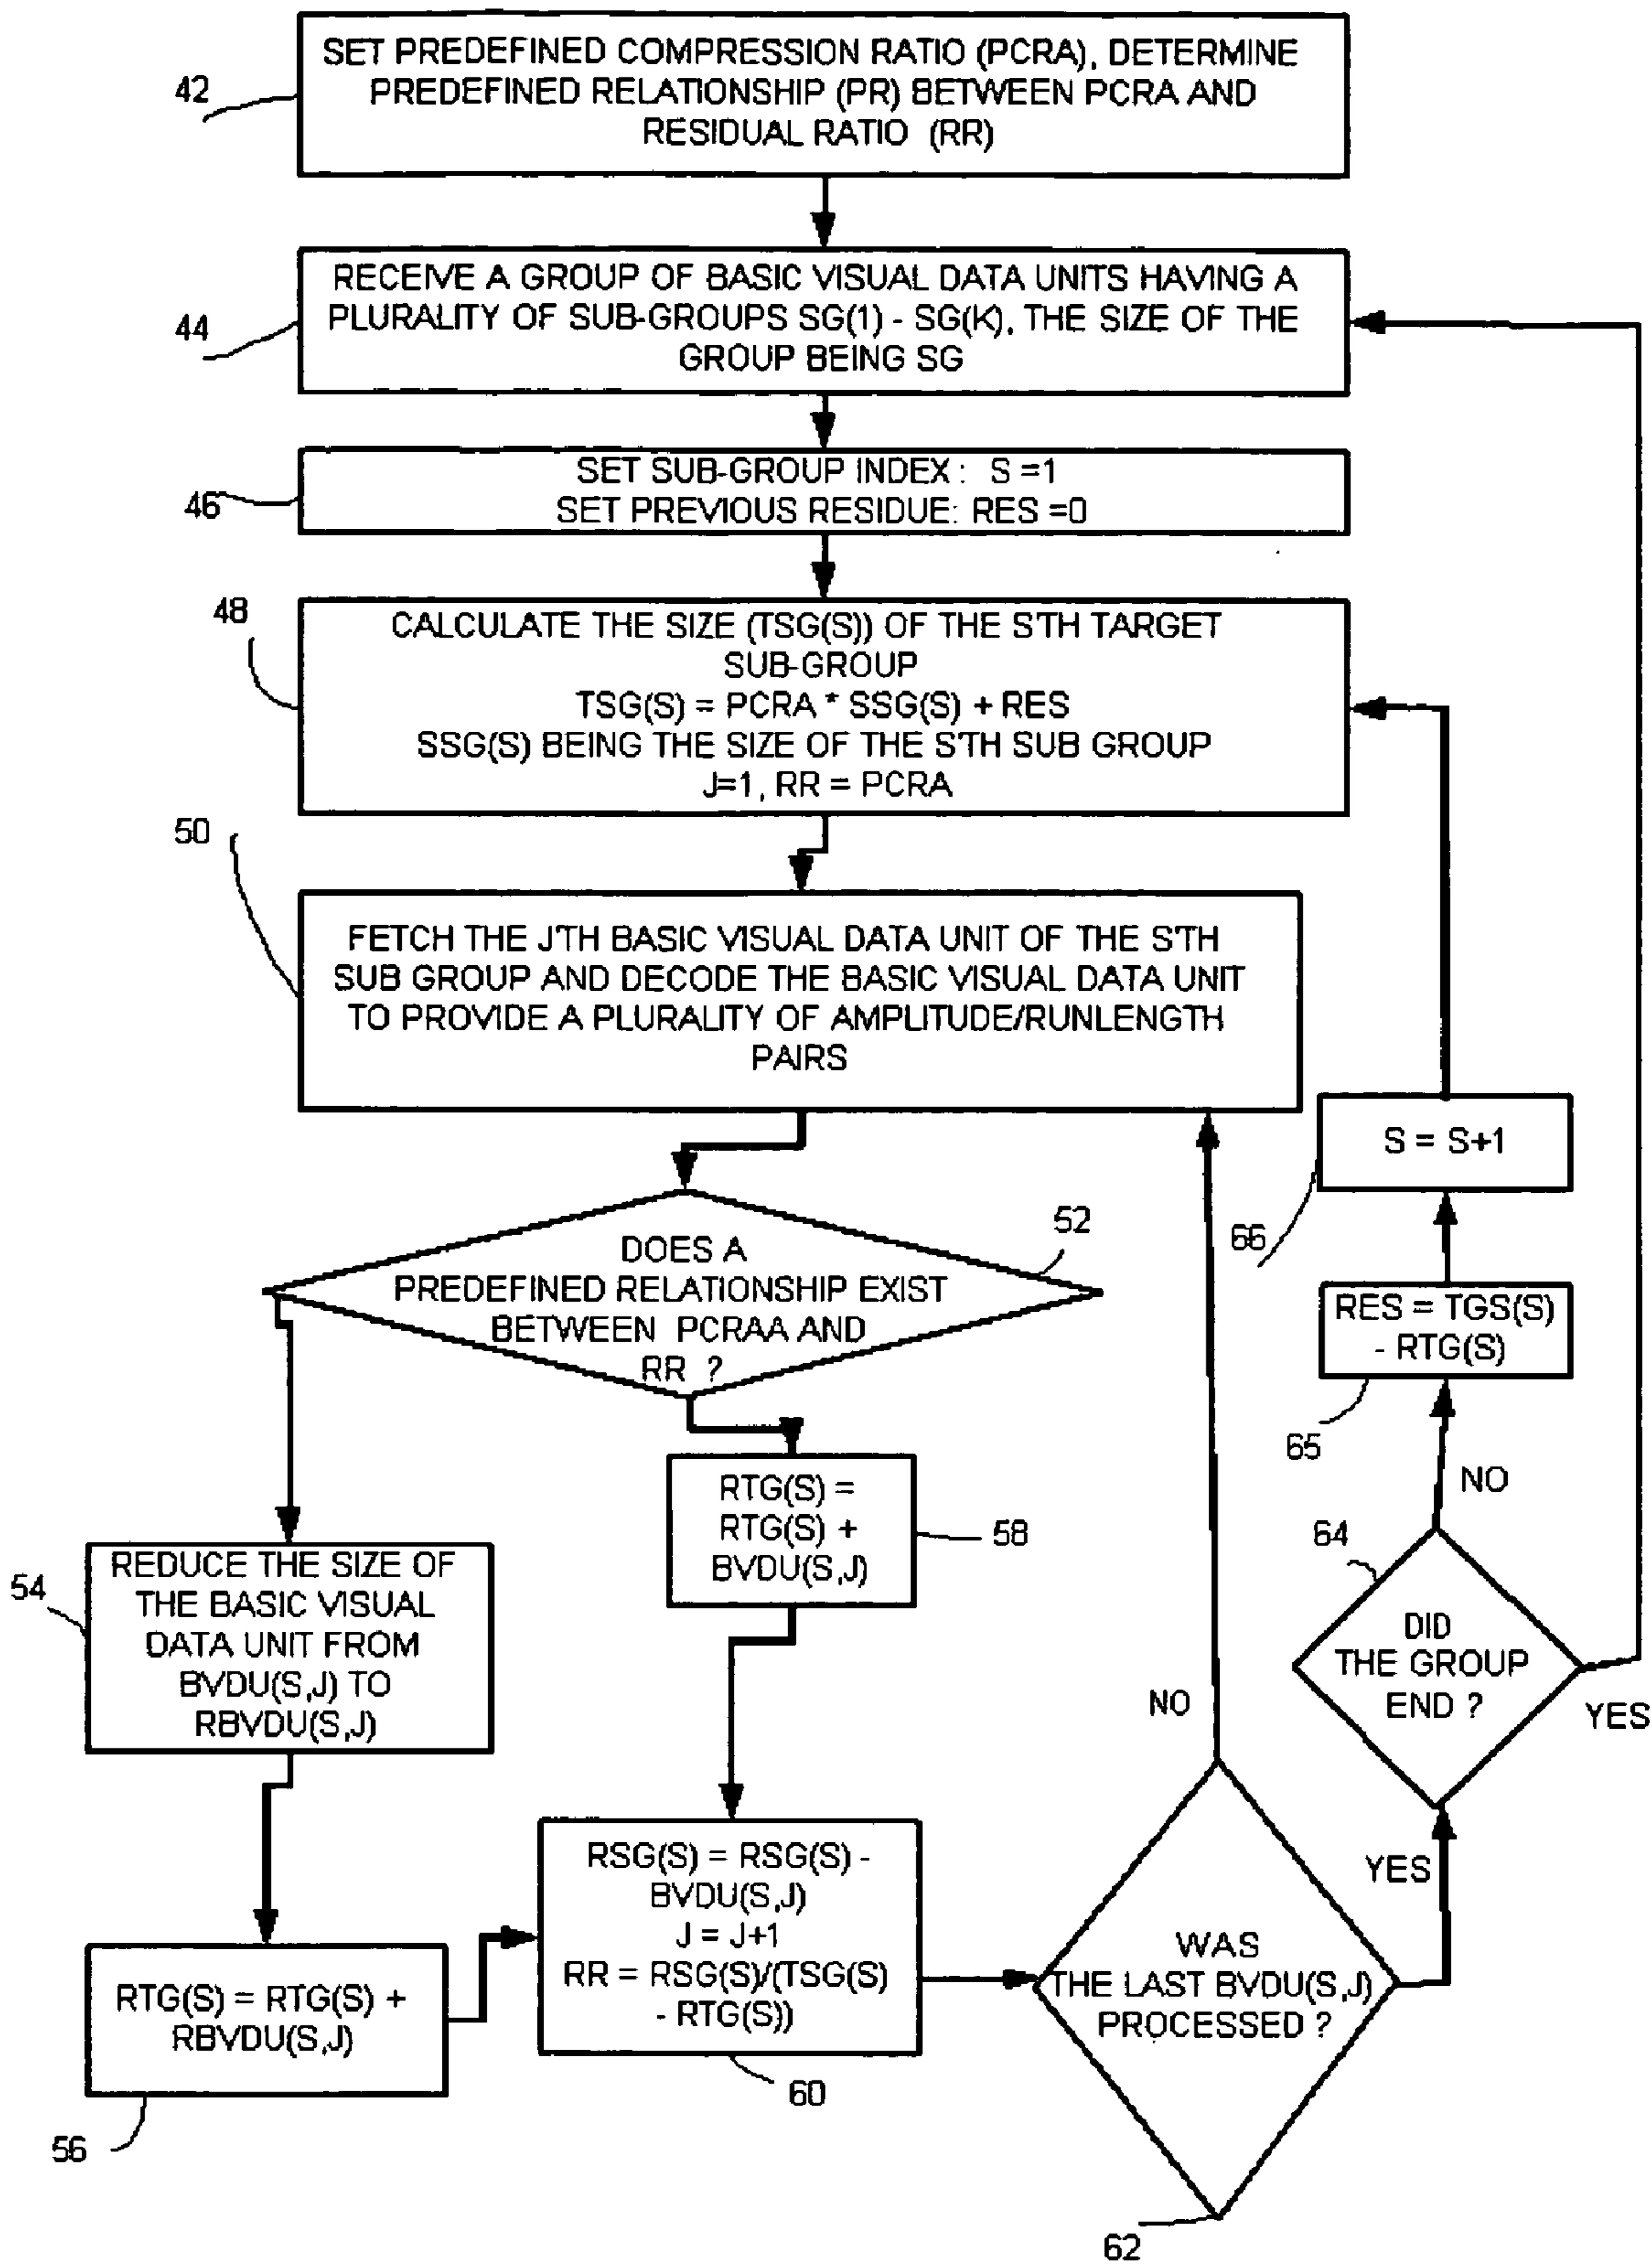 SET PREDEFINED COMPRESSION RATIO (PCRA), DETERMINE
PREDEFINED RELATIONSHIP (PR) BETWEEN PCRA AND
RESIDUAL RATIO (RR)
42
RECEIVE A GROUP OF BASIC VISUAL DATA UNITS HAVING A
PLURALITY OF SUB-GROUPS SG(1) - SG(K), THE SIZE OF THE
GROUP BEING SG
44
SET SUB-GROUP INDEX: S =1
SET PREVIOUS RESIDUE: RES =0
46
48
CALCULATE THE SIZE (TSG(S)) OF THE S'TH TARGET
SUB-GROUP
TSG(S) = PCRA * SSG(S) + RES
SSG(S) BEING THE SIZE OF THE S'TH SUB GROUP
J=1, RR = PCRA
50
FETCH THE J'TH BASIC VISUAL DATA UNIT OF THE S'TH
SUB GROUP AND DECODE THE BASIC VISUAL DATA UNIT
TO PROVIDE A PLURALITY OF AMPLITUDE/RUNLENGTH
PAIRS
S = S+1
66
52
DOES A
PREDEFINED RELATIONSHIP EXIST
BETWEEN PCRAA AND
RR ?
RES = TGS(S)
- RTG(S)
65
NO
RTG(S) =
RTG(S) +
BVDU(S,J)
58
64
DID
THE GROUP
END ?
YES
54
REDUCE THE SIZE OF
THE BASIC VISUAL
DATA UNIT FROM
BVDU(S,J) TO
RBVDU(S,J)
NO
YES
RSG(S) = RSG(S) -
BVDU(S,J)
J = J+1
RR = RSG(S)/(TSG(S)
- RTG(S))
60
WAS
THE LAST BVDU(S,J)
PROCESSED ?
62
RTG(S) = RTG(S) +
RBVDU(S,J)
56